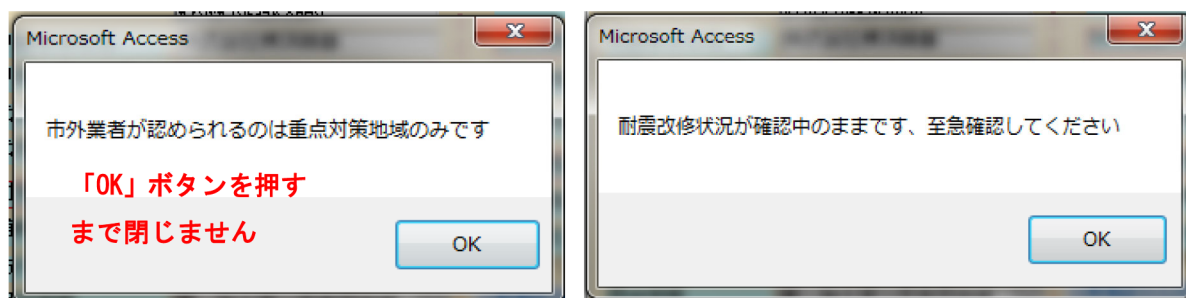 Microsoft Access
市外業者が認められるのは重点対策地域のみです
「OK」ボタンを押す
まで閉じません
OK
Microsoft Access
耐震改修状況が確認中のままです、至急確認してください
OK